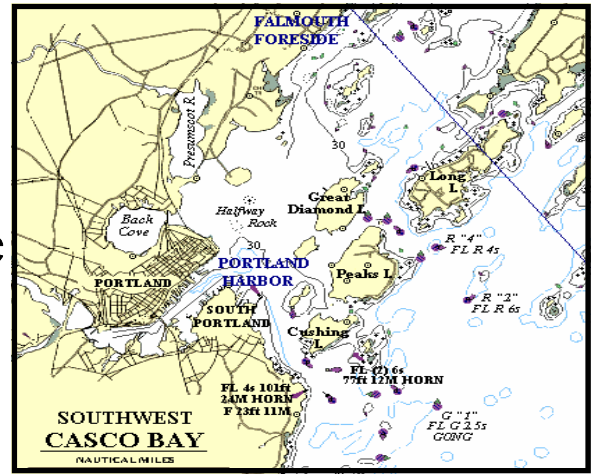 FALMOUTH
FORESIDE
Presumscot R
30
Long
I.
Great
Diamond I.
Halfway
Rock
Back
Cove
30
R "4"
FL R 4s
PORTLAND
HARBOR
Peaks I.
PORTLAND
R "2"
FL R 6s
SOUTH
PORTLAND
Cushing
I.
FL (2) 6s
77ft 12M HORN
FL 4s 101ft
24M HORN
F 23ft 11M
G "1"
FL G 2.5s
GONG
SOUTHWEST
CASCO BAY
NAUTICAL MILES